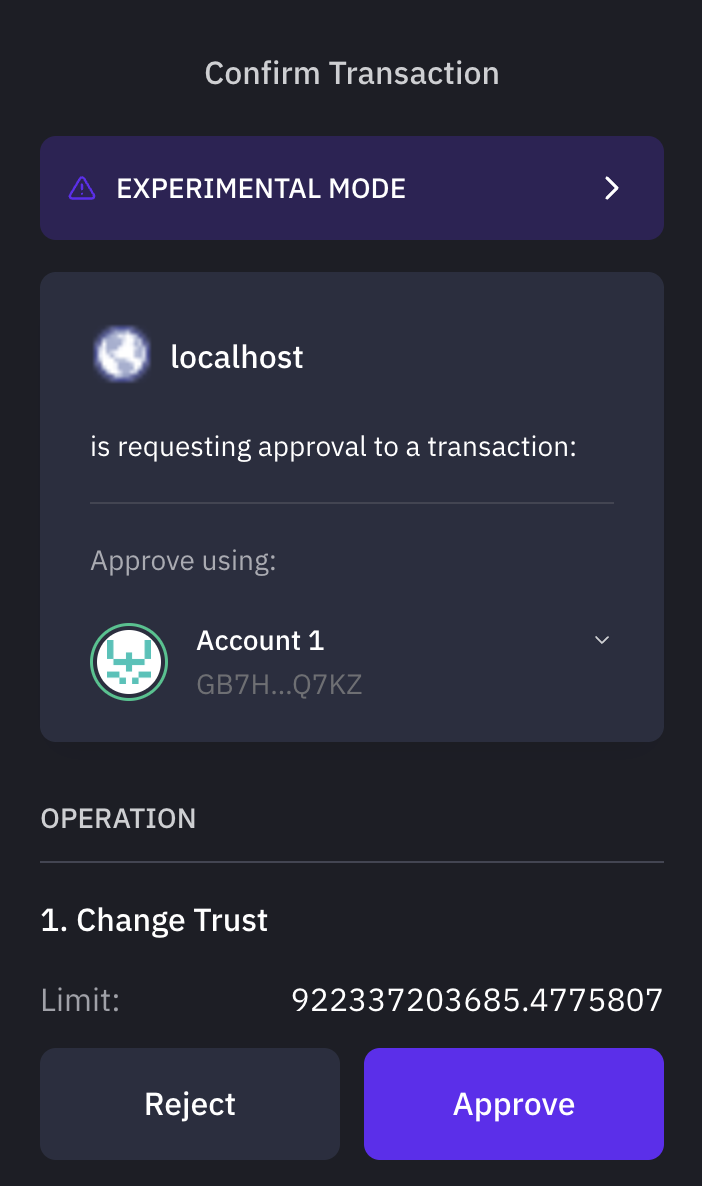 Confirm Transaction
EXPERIMENTAL MODE
localhost
is requesting approval to a transaction:
Approve using:
Account 1
GB7H...Q7KZ
OPERATION
1. Change Trust
Limit: 922337203685.4775807
Reject Approve